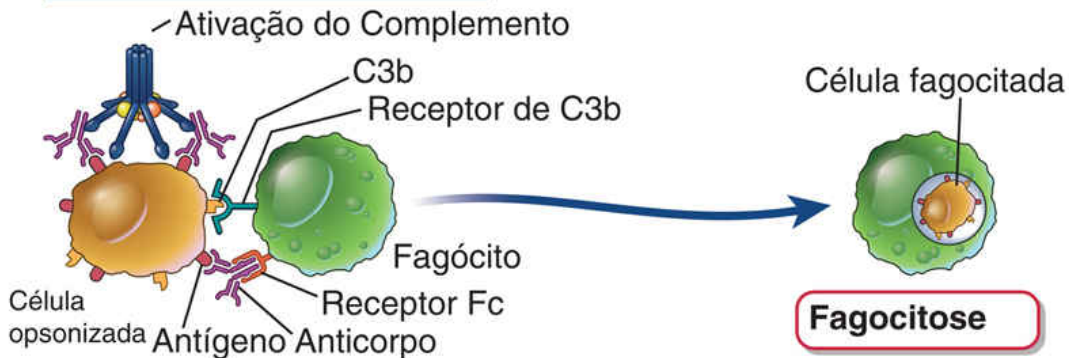 Ativação do Complemento
C3b
Receptor de C3b
Célula fagocitada
Fagócito
Receptor Fc
Célula
opsonizada
Antígeno
Anticorpo
Fagocitose